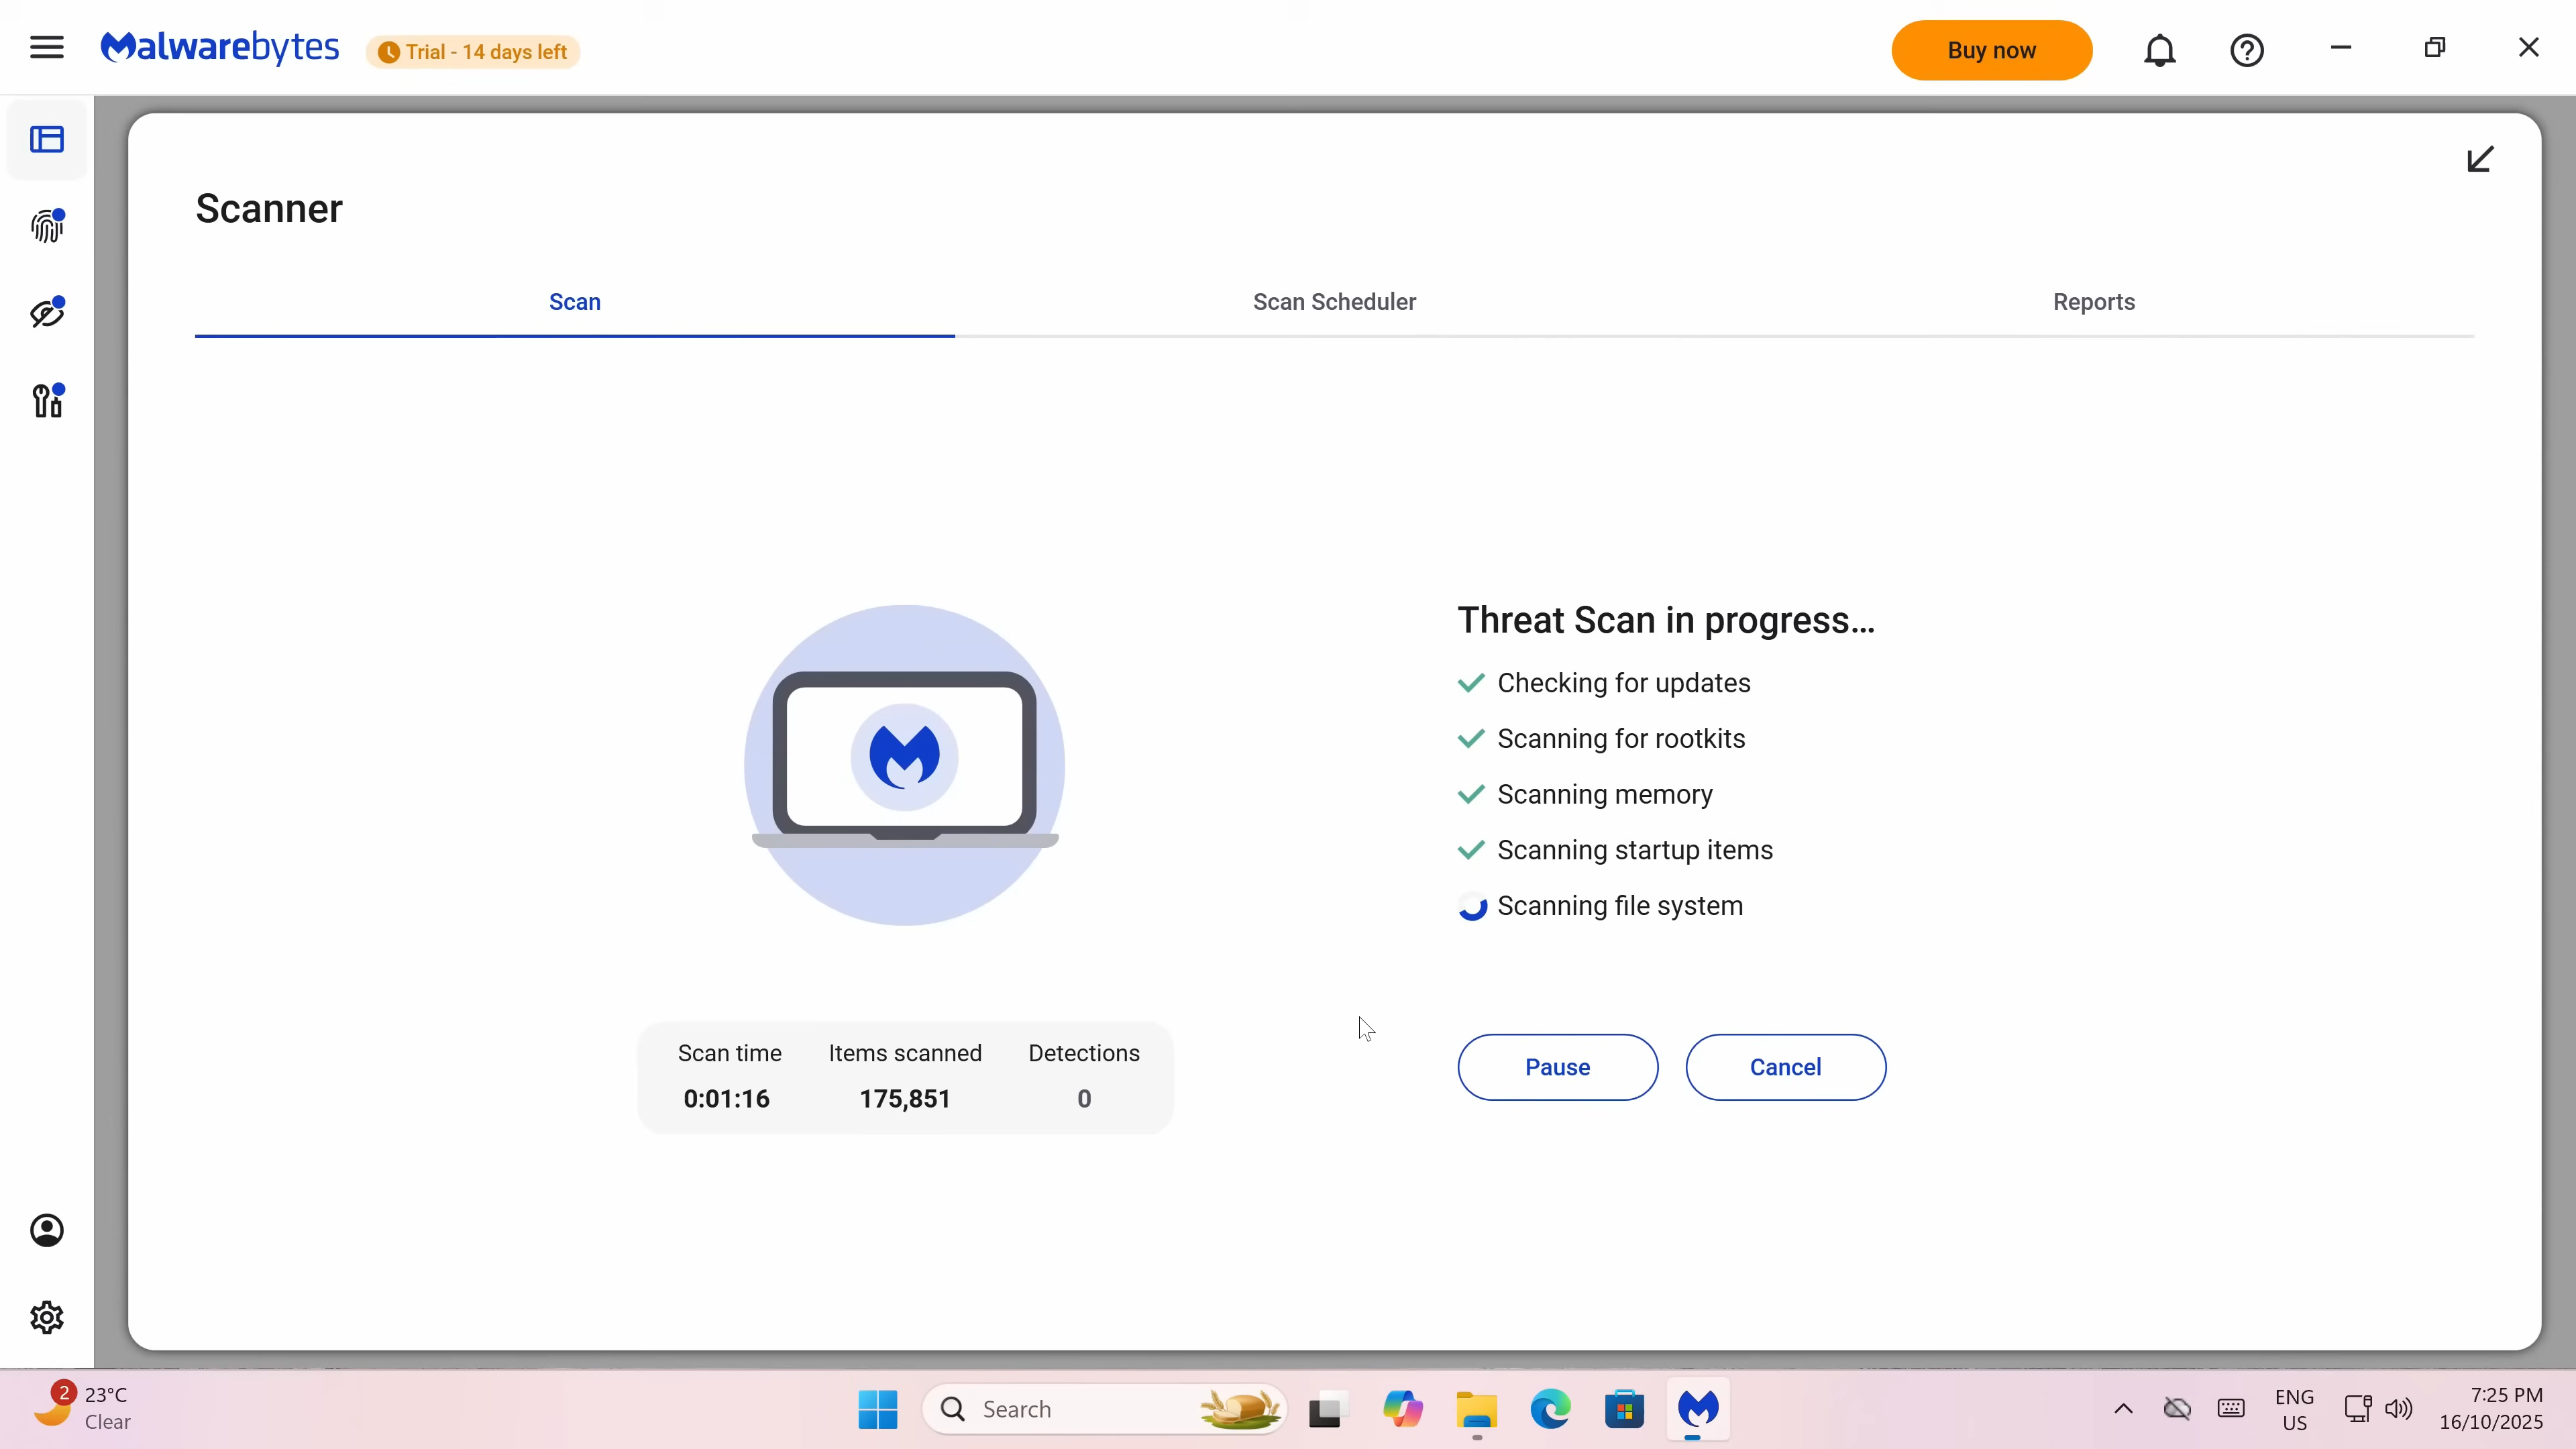 malwarebytes
Trial - 14 days left
Buy now
Scanner
Scan
Scan Scheduler
Reports
Threat Scan in progress...
Checking for updates
Scanning for rootkits
Scanning memory
Scanning startup items
Scanning file system
Scan time
Items scanned
Detections
0:01:16
175,851
0
Pause
Cancel
2
23°C
Clear
Search
ENG
US
7:25 PM
16/10/2025